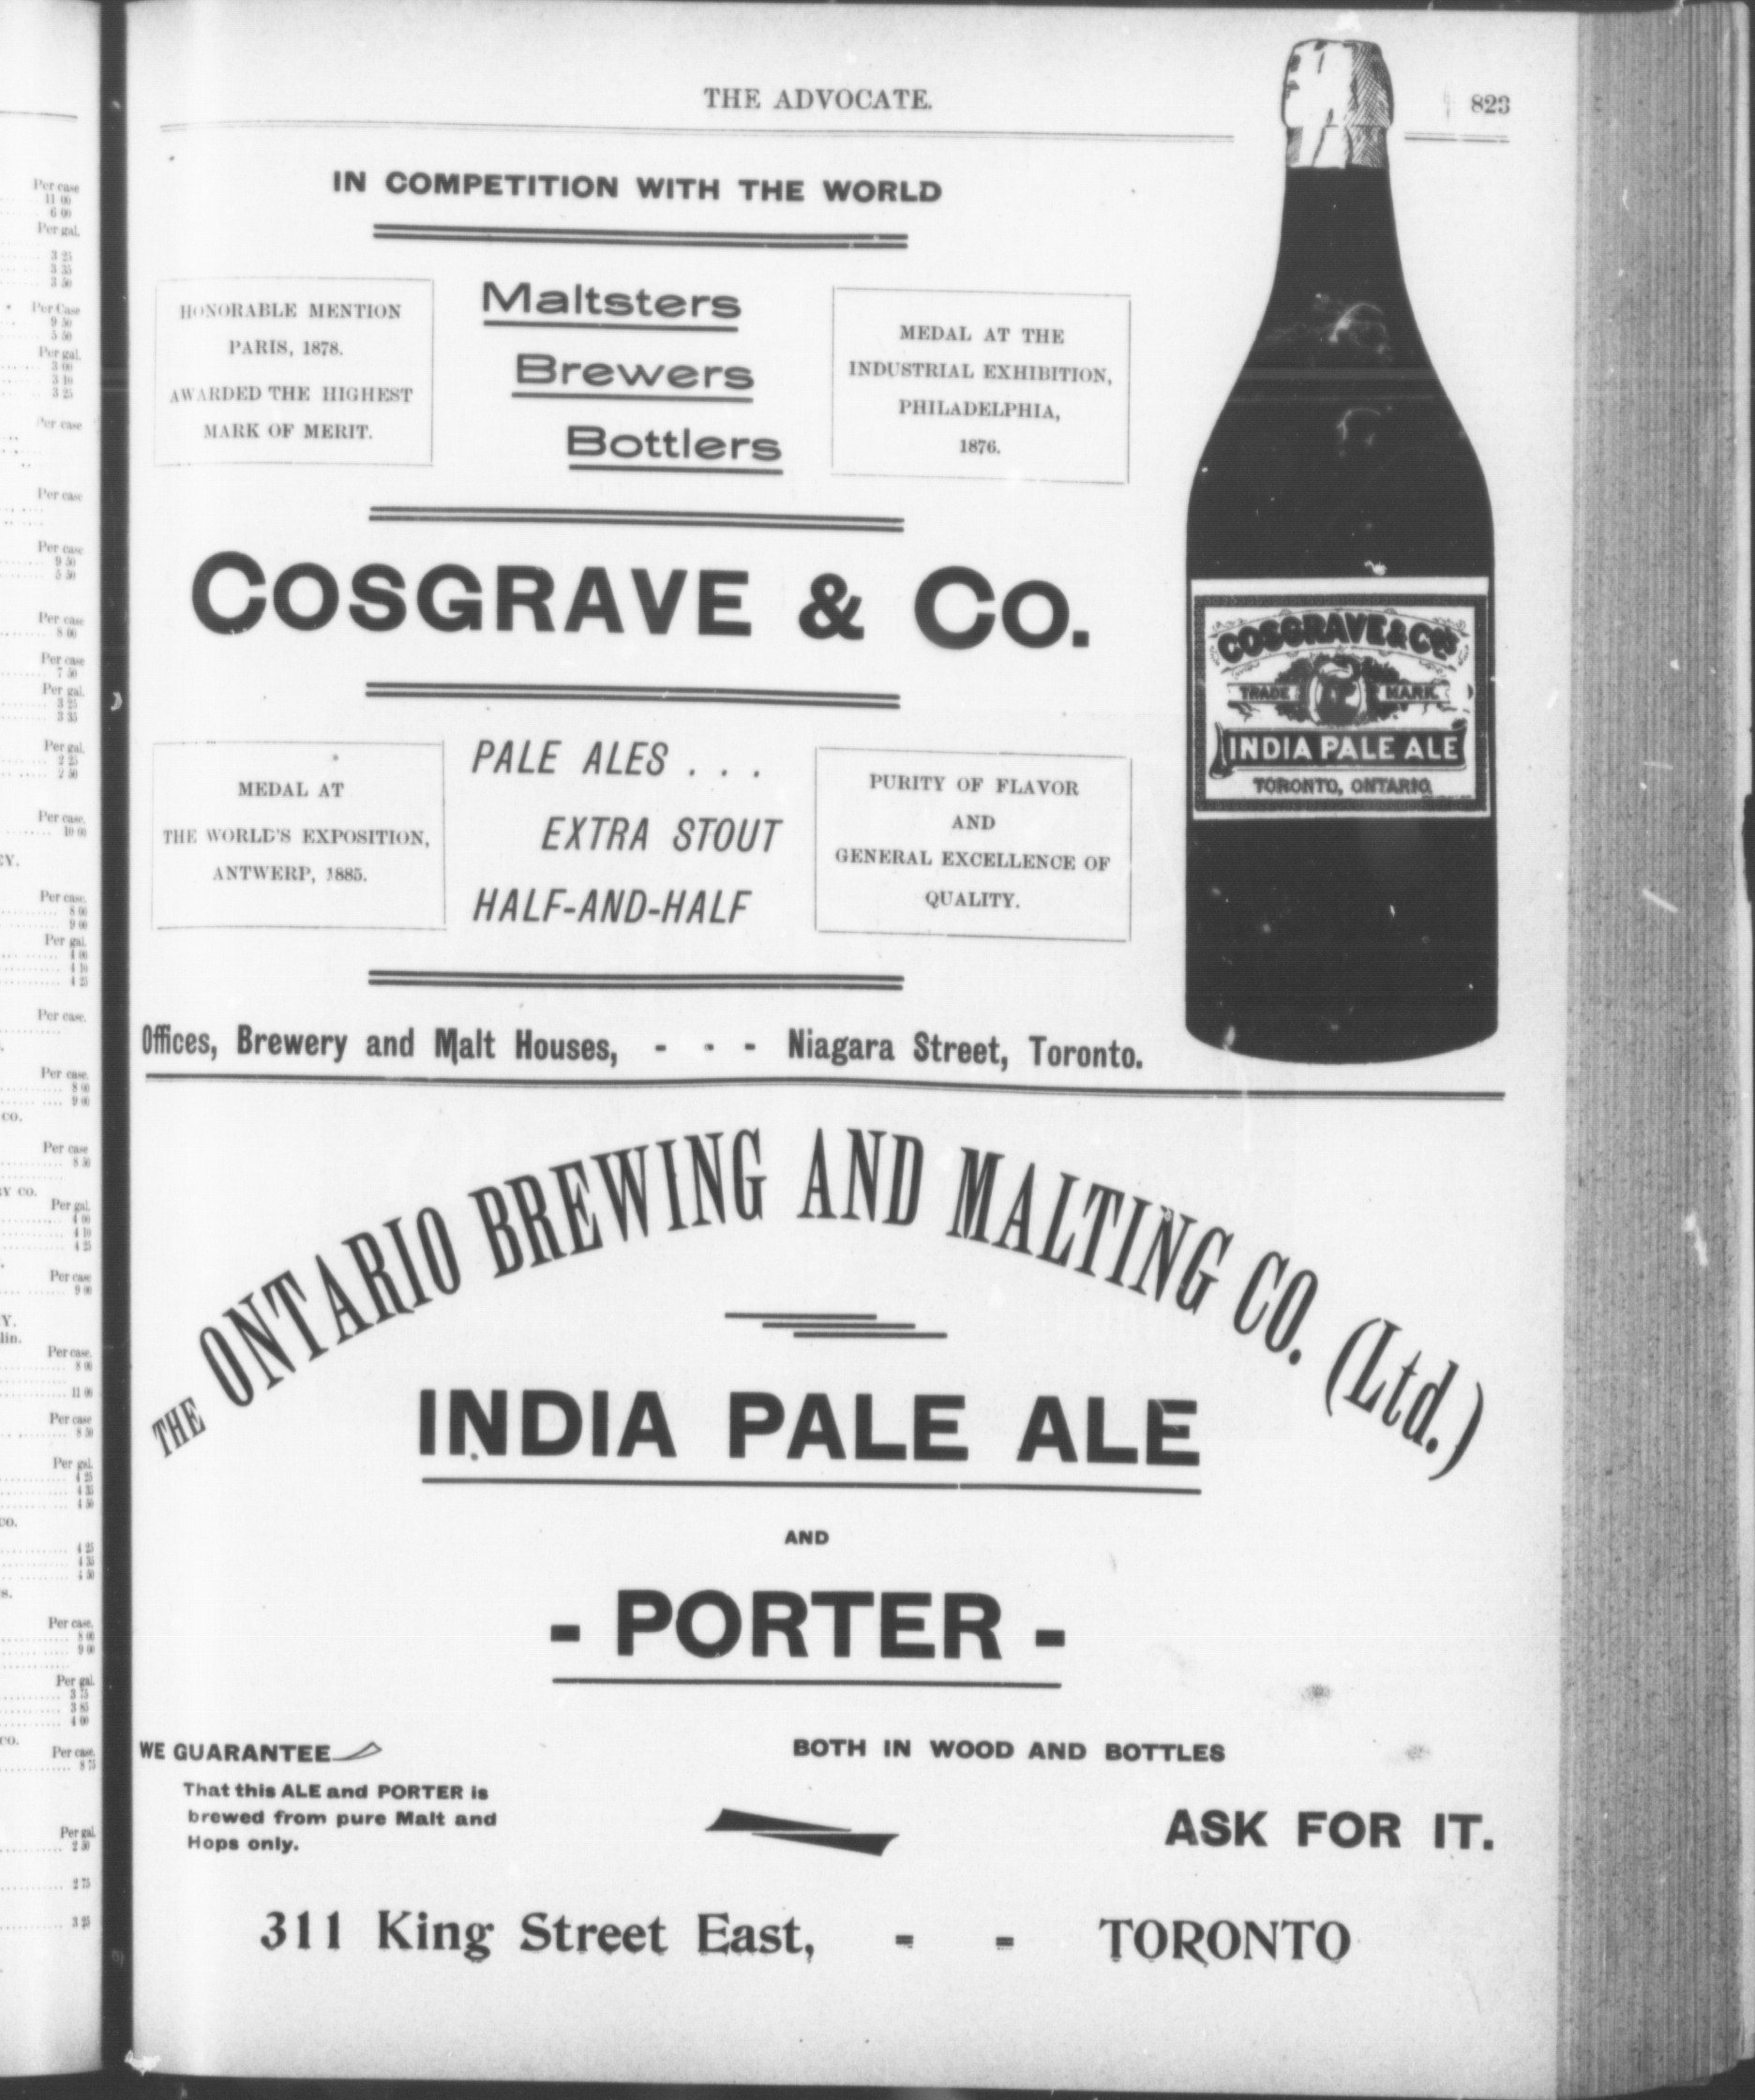 THE ADVOCATE.
823
IN COMPETITION WITH THE WORLD
HONORABLE MENTION
PARIS, 1878.
AWARDED THE HIGHEST
MARK OF MERIT.
Maltsters
Brewers
Bottlers
MEDAL AT THE
INDUSTRIAL EXHIBITION,
PHILADELPHIA,
1876.
COSGRAVE & CO.
MEDAL AT
THE WORLD'S EXPOSITION,
ANTWERP, 1885.
PALE ALES . . .
EXTRA STOUT
HALF-AND-HALF
PURITY OF FLAVOR
AND
GENERAL EXCELLENCE OF
QUALITY.
COSGRAVE & CO'S
TRADE MARK
INDIA PALE ALE
TORONTO, ONTARIO.
Offices, Brewery and Malt Houses, - - - Niagara Street, Toronto.
THE ONTARIO BREWING AND MALTING CO. (Ltd.)
INDIA PALE ALE
AND
- PORTER -
WE GUARANTEE
That this ALE and PORTER is
brewed from pure Malt and
Hops only.
BOTH IN WOOD AND BOTTLES
ASK FOR IT.
311 King Street East, - - TORONTO